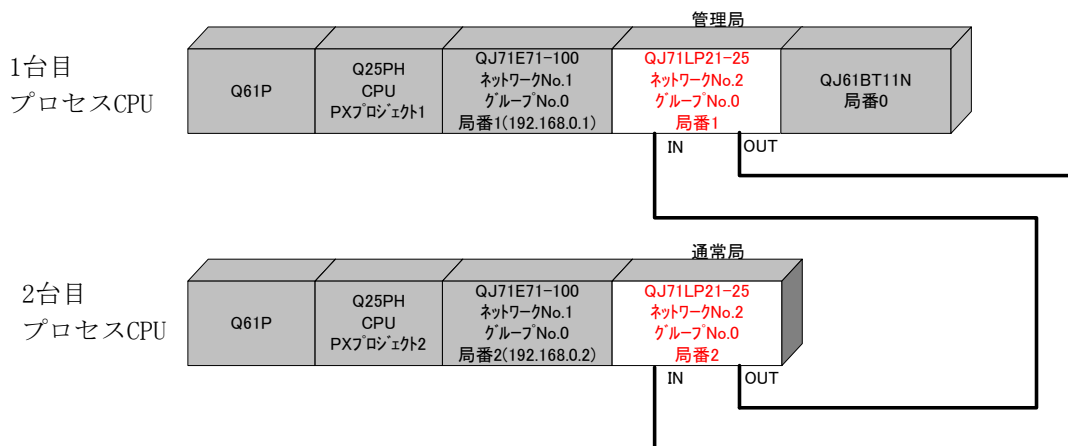 管理局
1台目
プロセスCPU
Q61P
Q25PH
CPU
PXプロジェクト1
QJ71E71-100
ネットワークNo.1
グループNo.0
局番1(192.168.0.1)
QJ71LP21-25
ネットワークNo.2
グループNo.0
局番1
QJ61BT11N
局番0
IN
OUT
通常局
2台目
プロセスCPU
Q61P
Q25PH
CPU
PXプロジェクト2
QJ71E71-100
ネットワークNo.1
グループNo.0
局番2(192.168.0.2)
QJ71LP21-25
ネットワークNo.2
グループNo.0
局番2
IN
OUT